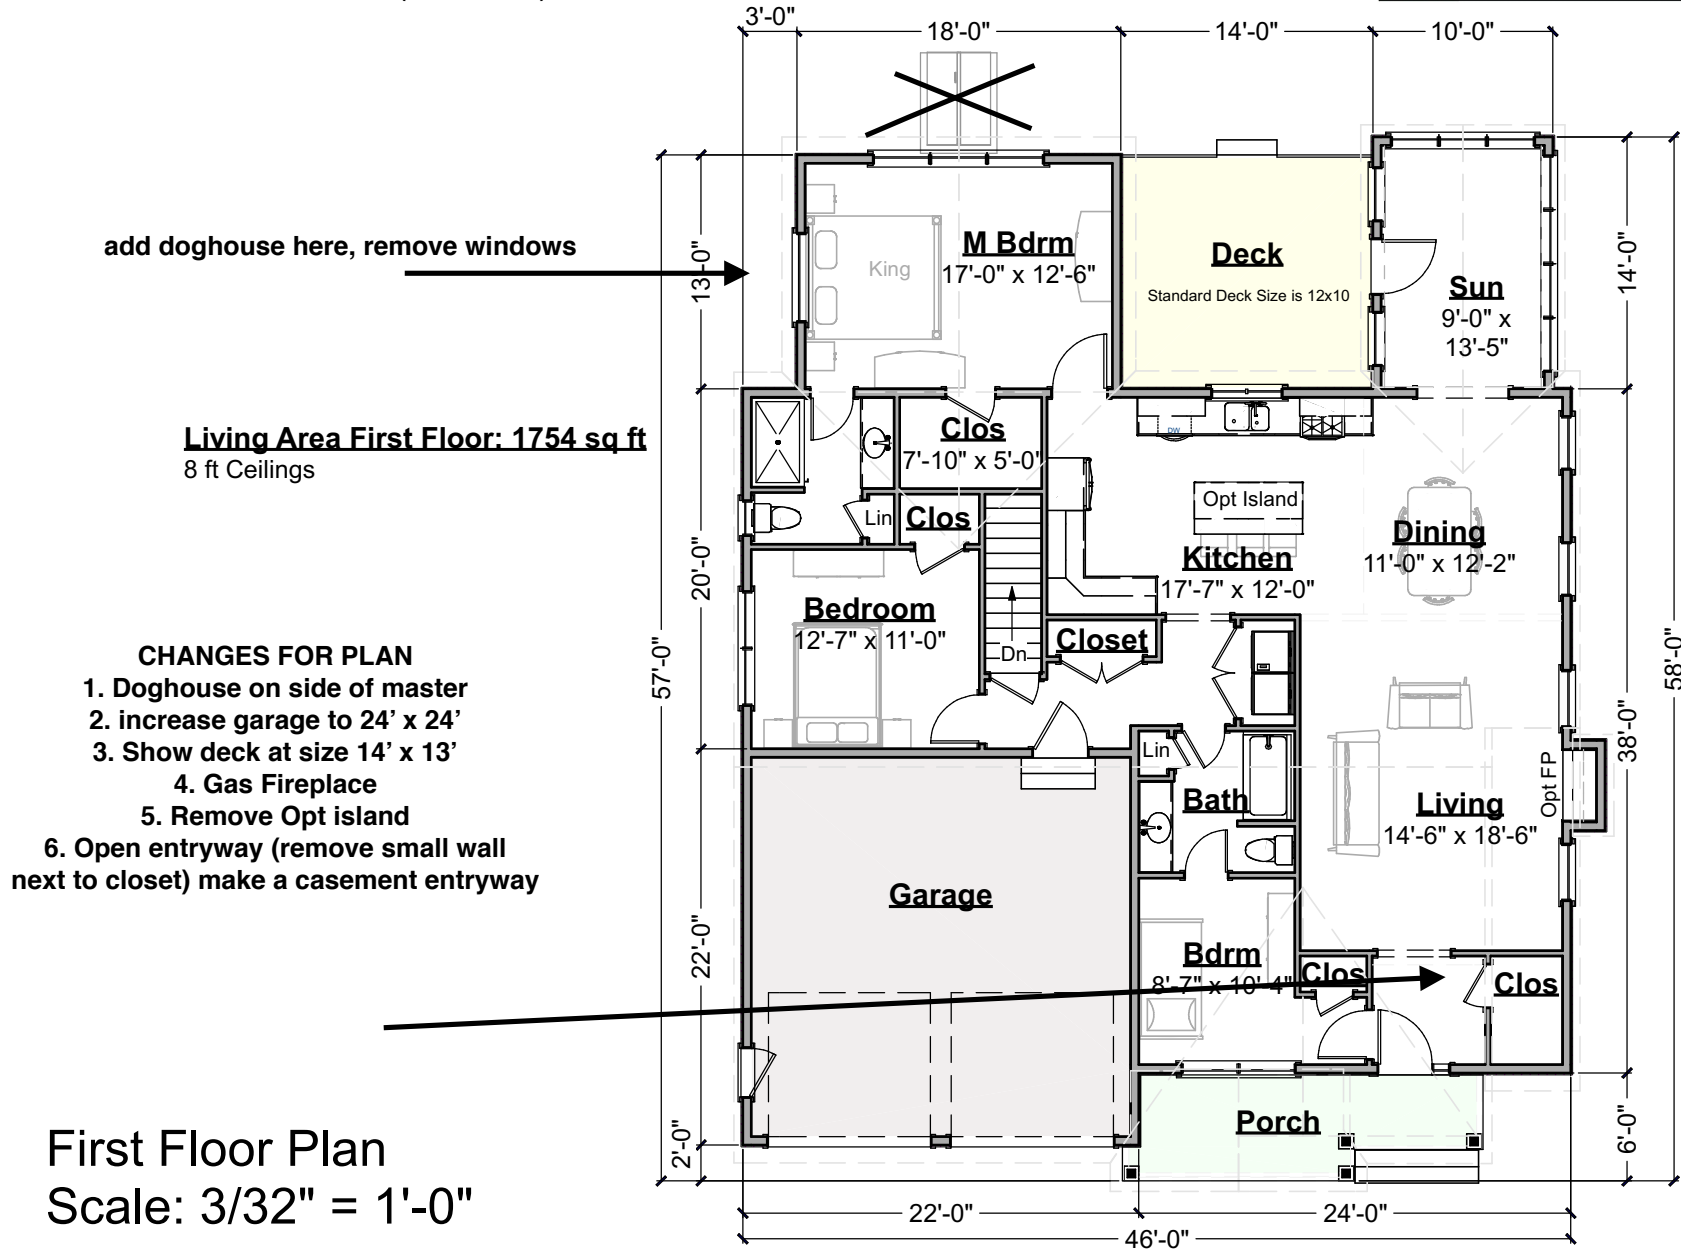 3'-0"
18'-0"
14'-0"
10'-0"
add doghouse here, remove windows
13'-0"
M Bdrm
17'-0" x 12'-6"
King
Deck
Standard Deck Size is 12x10
Sun
9'-0" x
13'-5"
14'-0"
Living Area First Floor: 1754 sq ft
8 ft Ceilings
Clos
7'-10" x 5'-0"
DW
Lin
Clos
Opt Island
Kitchen
17'-7" x 12'-0"
Dining
11'-0" x 12'-2"
20'-0"
Bedroom
12'-7" x 11'-0"
Dn
Closet
57'-0"
58'-0"
38'-0"
CHANGES FOR PLAN
1. Doghouse on side of master
2. increase garage to 24' x 24'
3. Show deck at size 14' x 13'
4. Gas Fireplace
5. Remove Opt island
6. Open entryway (remove small wall
next to closet) make a casement entryway
Lin
Bath
Opt FP
Living
14'-6" x 18'-6"
Garage
22'-0"
Bdrm
8'-7" x 10'-4"
Clos
Clos
Porch
2'-0"
6'-0"
First Floor Plan
Scale: 3/32" = 1'-0"
22'-0"
24'-0"
46'-0"